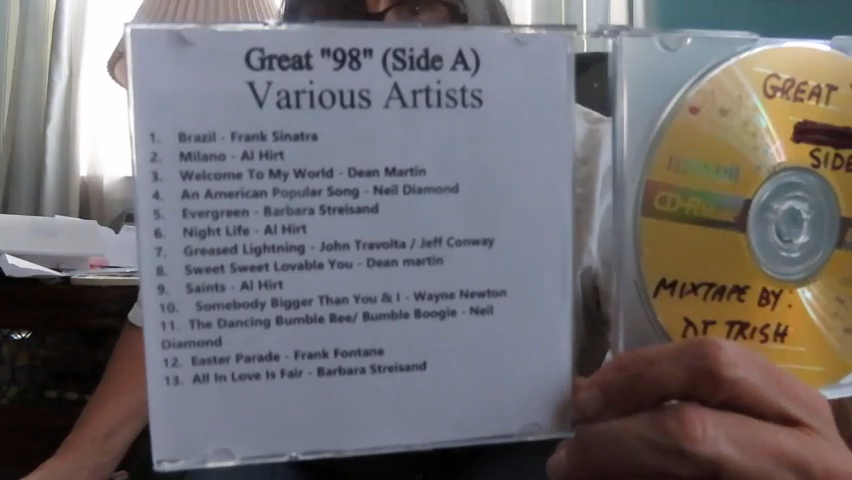 Great "98" (Side A)
Various Artists
1. Brazil - Frank Sinatra
2. Milano - Al Hirt
3. Welcome To My World - Dean Martin
4. An American Popular Song - Neil Diamond
5. Evergreen - Barbara Streisand
6. Night Life - Al Hirt
7. Greased Lightning - John Travolta / Jeff Conway
8. Sweet Sweet Lovable You - Dean martin
9. Saints - Al Hirt
10. Somebody Bigger Than You & I - Wayne Newton
11. The Dancing Bumble Bee/ Bumble Boogie - Neil
Diamond
12. Easter Parade - Frank Fontane
13. All In Love Is Fair - Barbara Streisand
GREAT
SIDE
maxell
CD-R
MIXTAPE BY:
DJ TRISH